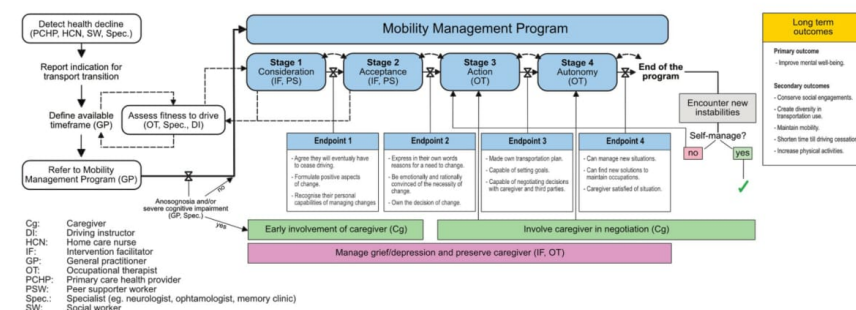 Detect health decline
(PCHP, HCN, SW, Spec.)
Report indication for
transport transition
Define available
timeframe (GP)
Assess fitness to drive
(OT, Spec., DI)
Refer to Mobility
Management Program (GP)
no
Anosognosia and/or
severe cognitive impairment
(GP, Spec.)
yes
Mobility Management Program
Stage 1
Consideration
(IF, PS)
Stage 2
Acceptance
(IF, PS)
Stage 3
Action
(OT)
Stage 4
Autonomy
(OT)
End of the
program
Endpoint 1
- Agree they will eventually have
to cease driving.
- Formulate positive aspects
of change.
- Recognise their personal
capabilities of managing changes
Endpoint 2
- Express in their own words
reasons for a need to change.
- Be emotionally and rationally
convinced of the necessity of
change.
- Own the decision of change.
Endpoint 3
- Made own transportation plan.
- Capable of setting goals.
- Capable of negotiating decisions
with caregiver and third parties.
Endpoint 4
- Can manage new situations.
- Can find new solutions to
maintain occupations.
- Caregiver satisfied of situation.
Encounter new
instabilities
Self-manage?
no
yes
Early involvement of caregiver (Cg)
Involve caregiver in negotiation (Cg)
Manage grief/depression and preserve caregiver (IF, OT)
Long term
outcomes
Primary outcome
- Improve mental well-being.
Secondary outcomes
- Conserve social engagements.
- Create diversity in
transportation use.
- Maintain mobility.
- Shorten time till driving cessation
- Increase physical activities.
Cg: Caregiver
DI: Driving instructor
HCN: Home care nurse
IF: Intervention facilitator
GP: General practitioner
OT: Occupational therapist
PCHP: Primary care health provider
PSW: Peer supporter worker
Spec.: Specialist (eg. neurologist, ophtamologist, memory clinic)
SW: Social worker